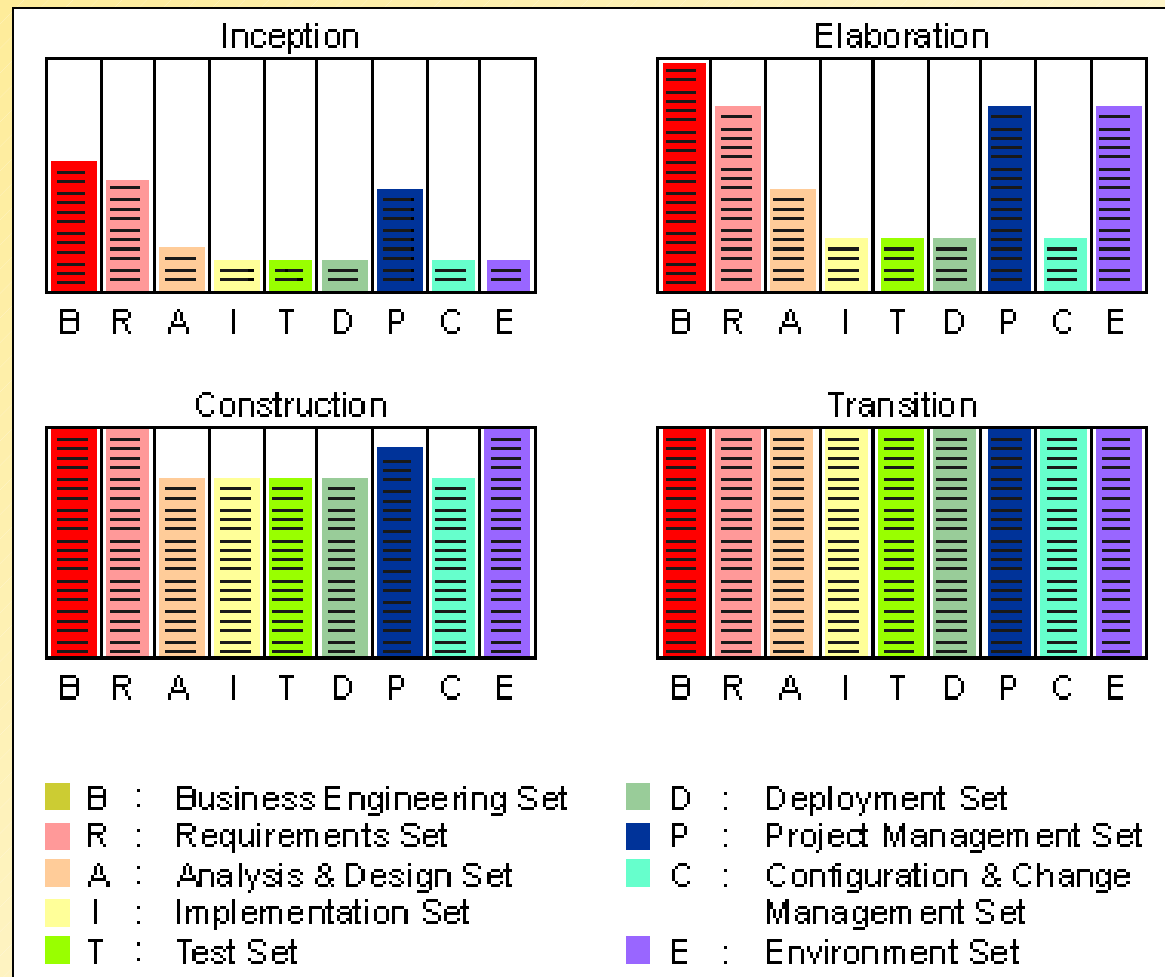 Inception
Elaboration
B R A I T D P C E
B R A I T D P C E
Construction
Transition
B R A I T D P C E
B R A I T D P C E
B : Business Engineering Set
R : Requirements Set
A : Analysis & Design Set
I : Implementation Set
T : Test Set
D : Deployment Set
P : Project Management Set
C : Configuration & Change
Management Set
E : Environment Set